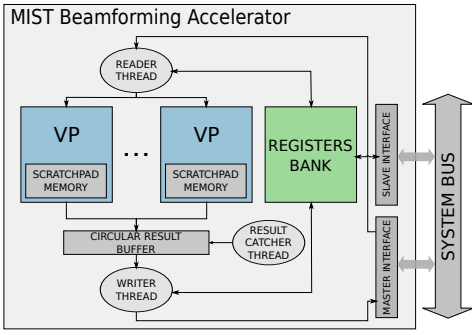 MIST Beamforming Accelerator
READER
THREAD
VP
SCRATCHPAD
MEMORY
...
VP
SCRATCHPAD
MEMORY
REGISTERS
BANK
SLAVE INTERFACE
SYSTEM BUS
CIRCULAR RESULT
BUFFER
RESULT
CATCHER
THREAD
MASTER INTERFACE
WRITER
THREAD